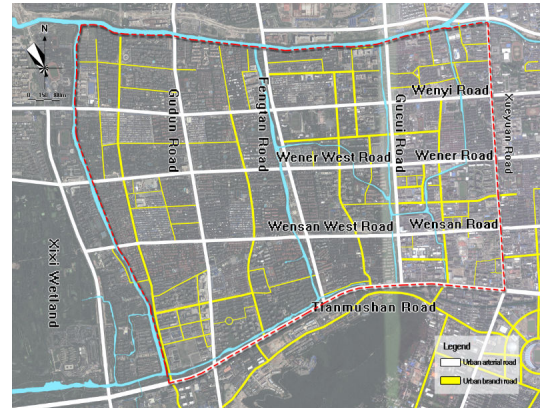 N
Wenyi Road
Gudun Road
Fengtan Road
Gucui Road
Xueyuan Road
Wener West Road
Wener Road
Wensan West Road
Wensan Road
Xixi Wetland
Tianmushan Road
Legend
Urban arterial road
Urban branch road